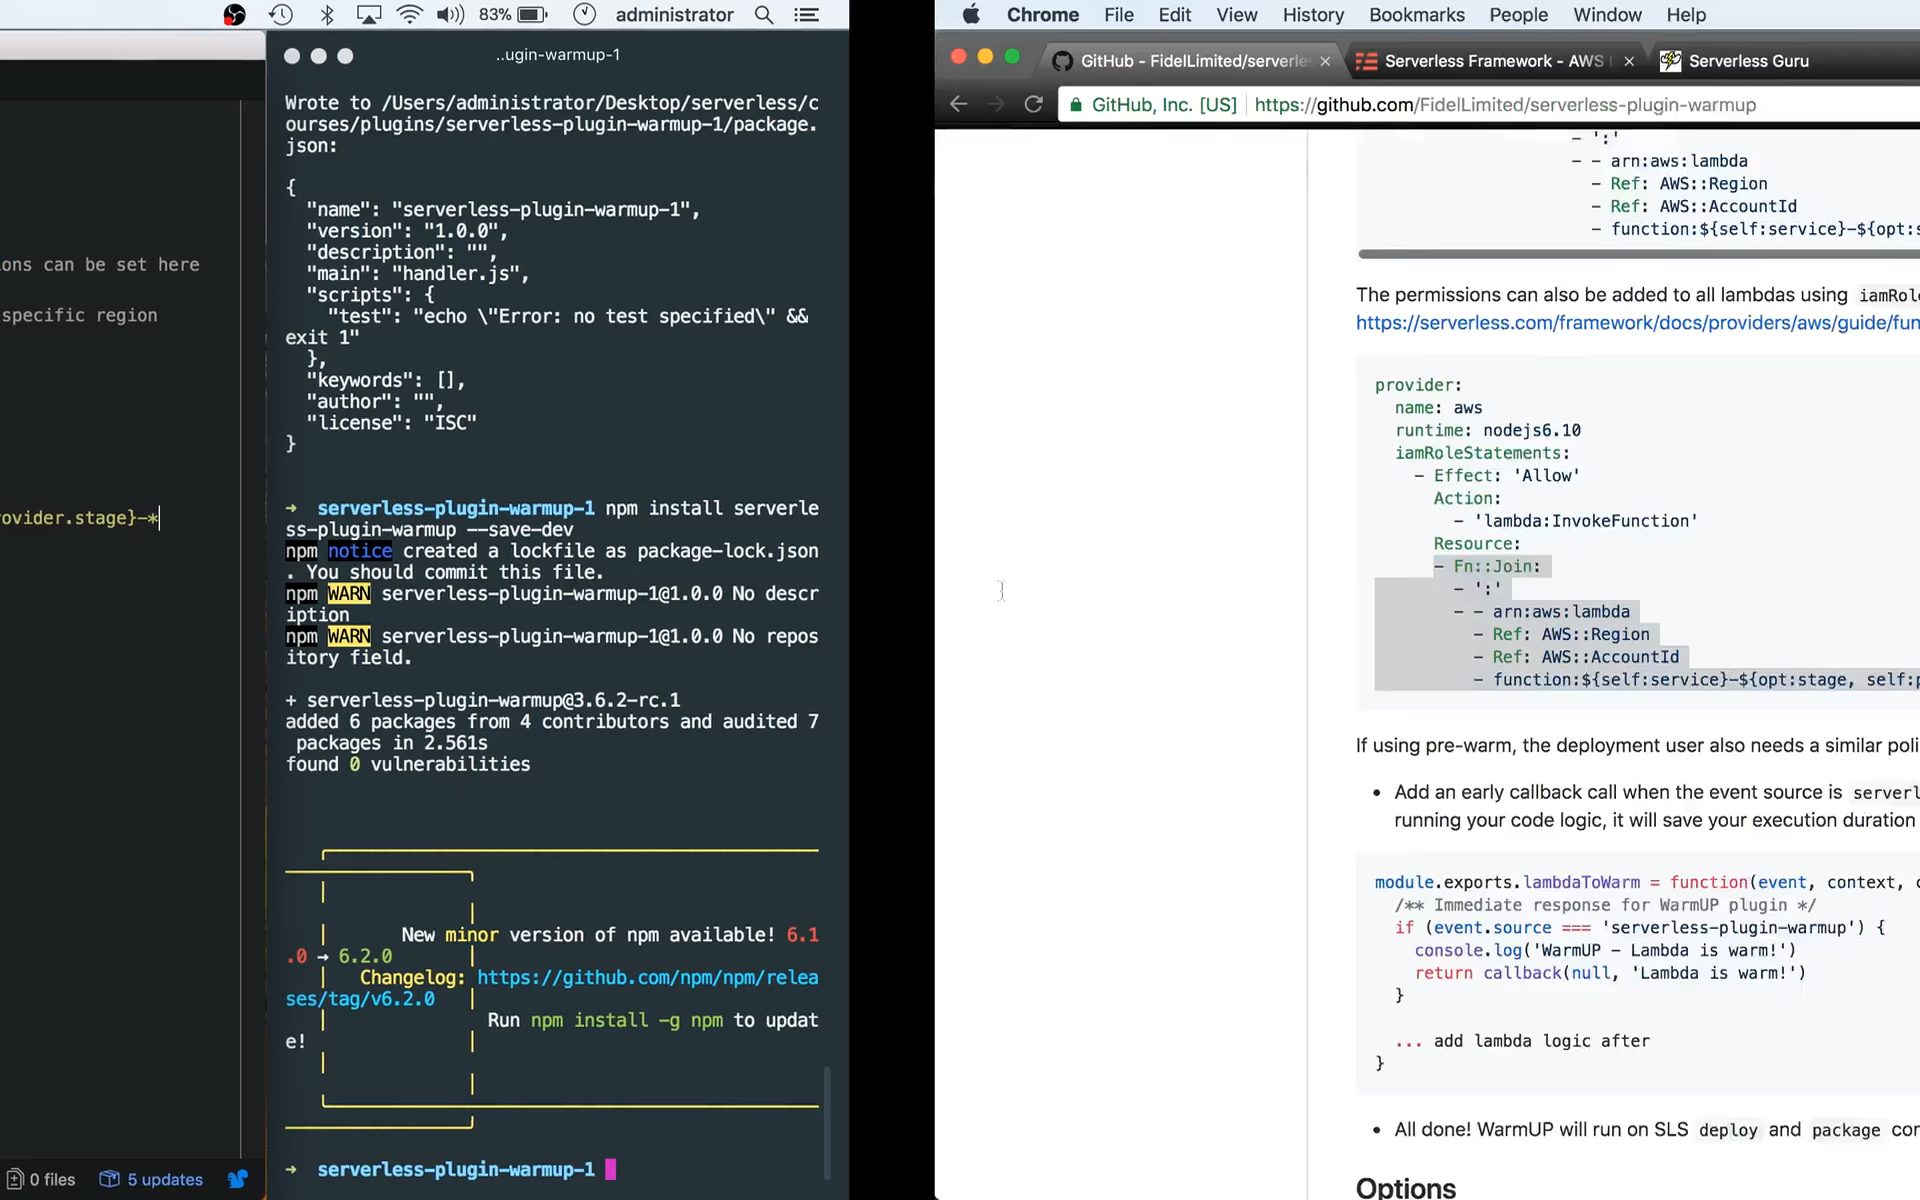 83%
administrator
..ugin-warmup-1
ons can be set here
specific region
ovider.stage}-*
0 files
5 updates
Wrote to /Users/administrator/Desktop/serverless/c
ourses/plugins/serverless-plugin-warmup-1/package.
json:
{
"name": "serverless-plugin-warmup-1",
"version": "1.0.0",
"description": "",
"main": "handler.js",
"scripts": {
"test": "echo \"Error: no test specified\" &&
exit 1"
},
"keywords": [],
"author": "",
"license": "ISC"
}
→ serverless-plugin-warmup-1 npm install serverle
ss-plugin-warmup --save-dev
npm notice created a lockfile as package-lock.json
. You should commit this file.
npm WARN serverless-plugin-warmup-1@1.0.0 No descr
iption
npm WARN serverless-plugin-warmup-1@1.0.0 No repos
itory field.
+ serverless-plugin-warmup@3.6.2-rc.1
added 6 packages from 4 contributors and audited 7
packages in 2.561s
found 0 vulnerabilities
New minor version of npm available! 6.1
.0 → 6.2.0
Changelog: https://github.com/npm/npm/relea
ses/tag/v6.2.0
Run npm install -g npm to updat
e!
→ serverless-plugin-warmup-1
Chrome File Edit View History Bookmarks People Window Help
GitHub - FidelLimited/serverle × Serverless Framework - AWS × Serverless Guru
GitHub, Inc. [US] https://github.com/FidelLimited/serverless-plugin-warmup
- ':'
- - arn:aws:lambda
- Ref: AWS::Region
- Ref: AWS::AccountId
- function:${self:service}-${opt:s
The permissions can also be added to all lambdas using iamRol
https://serverless.com/framework/docs/providers/aws/guide/fun
provider:
name: aws
runtime: nodejs6.10
iamRoleStatements:
- Effect: 'Allow'
Action:
- 'lambda:InvokeFunction'
Resource:
- Fn::Join:
- ':'
- - arn:aws:lambda
- Ref: AWS::Region
- Ref: AWS::AccountId
- function:${self:service}-${opt:stage, self:p
If using pre-warm, the deployment user also needs a similar poli
• Add an early callback call when the event source is serverl
running your code logic, it will save your execution duration
module.exports.lambdaToWarm = function(event, context, c
/** Immediate response for WarmUP plugin */
if (event.source === 'serverless-plugin-warmup') {
console.log('WarmUP - Lambda is warm!')
return callback(null, 'Lambda is warm!')
}
... add lambda logic after
}
• All done! WarmUP will run on SLS deploy and package co
Options